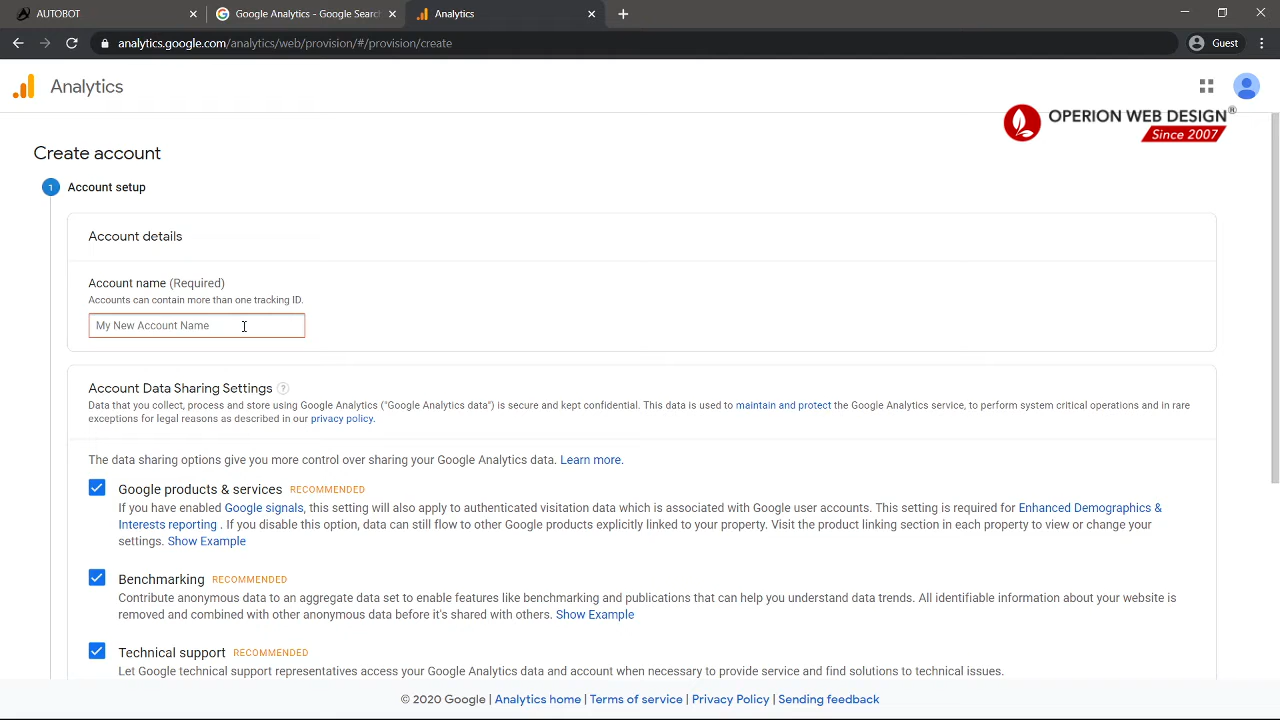 AUTOBOT
Google Analytics - Google Searc
Analytics
analytics.google.com/analytics/web/provision/#/provision/create
Guest
Analytics
OPERION WEB DESIGN®
Since 2007
Create account
1 Account setup
Account details
Account name (Required)
Accounts can contain more than one tracking ID.
My New Account Name
Account Data Sharing Settings ?
Data that you collect, process and store using Google Analytics ("Google Analytics data") is secure and kept confidential. This data is used to maintain and protect the Google Analytics service, to perform system critical operations and in rare
exceptions for legal reasons as described in our privacy policy.
The data sharing options give you more control over sharing your Google Analytics data. Learn more.
Google products & services RECOMMENDED
If you have enabled Google signals, this setting will also apply to authenticated visitation data which is associated with Google user accounts. This setting is required for Enhanced Demographics &
Interests reporting . If you disable this option, data can still flow to other Google products explicitly linked to your property. Visit the product linking section in each property to view or change your
settings. Show Example
Benchmarking RECOMMENDED
Contribute anonymous data to an aggregate data set to enable features like benchmarking and publications that can help you understand data trends. All identifiable information about your website is
removed and combined with other anonymous data before it's shared with others. Show Example
Technical support RECOMMENDED
Let Google technical support representatives access your Google Analytics data and account when necessary to provide service and find solutions to technical issues.
© 2020 Google | Analytics home | Terms of service | Privacy Policy | Sending feedback